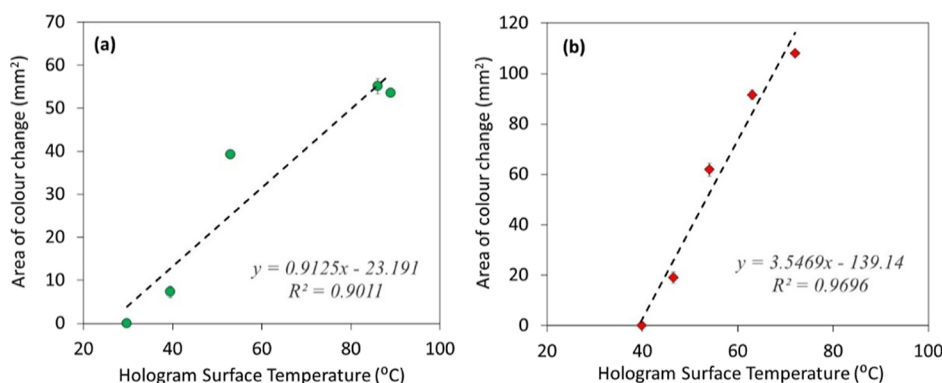 (a)
Area of colour change (mm²)
70
60
50
40
30
20
10
0
y = 0.9125x - 23.191
R² = 0.9011
20 40 60 80 100
Hologram Surface Temperature (⁰C)
(b)
Area of colour change (mm²)
120
100
80
60
40
20
0
y = 3.5469x - 139.14
R² = 0.9696
20 40 60 80 100
Hologram Surface Temperature (⁰C)